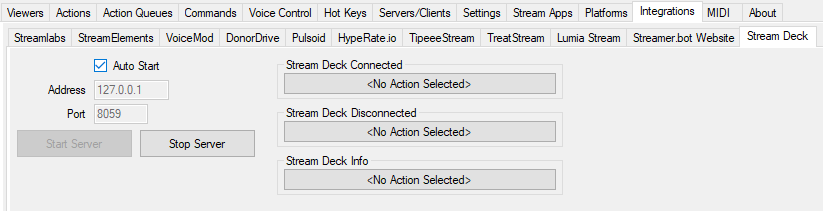 Viewers Actions Action Queues Commands Voice Control Hot Keys Servers/Clients Settings Stream Apps Platforms Integrations MIDI About
Streamlabs StreamElements VoiceMod DonorDrive Pulsoid HypeRate.io TipeeeStream TreatStream Lumia Stream Streamer.bot Website Stream Deck
Auto Start
Address 127.0.0.1
Port 8059
Start Server Stop Server
Stream Deck Connected
<No Action Selected>
Stream Deck Disconnected
<No Action Selected>
Stream Deck Info
<No Action Selected>